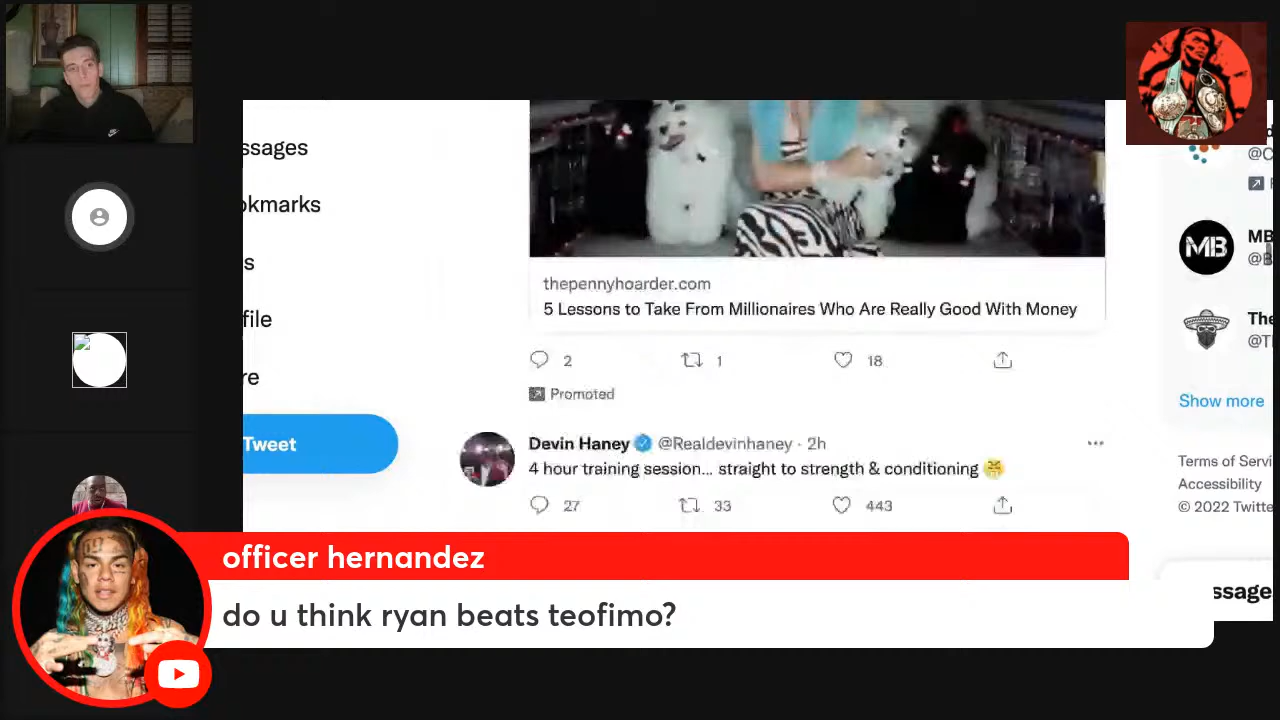 ssages
okmarks
s
file
re
Tweet
thepennyhoarder.com
5 Lessons to Take From Millionaires Who Are Really Good With Money
2 1 18
Promoted
Devin Haney @Realdevinhaney · 2h
4 hour training session... straight to strength & conditioning 😤
27 33 443
@C
MB
MB
@B
The
@T
Show more
Terms of Servi
Accessibility
© 2022 Twitte
ssage
officer hernandez
do u think ryan beats teofimo?